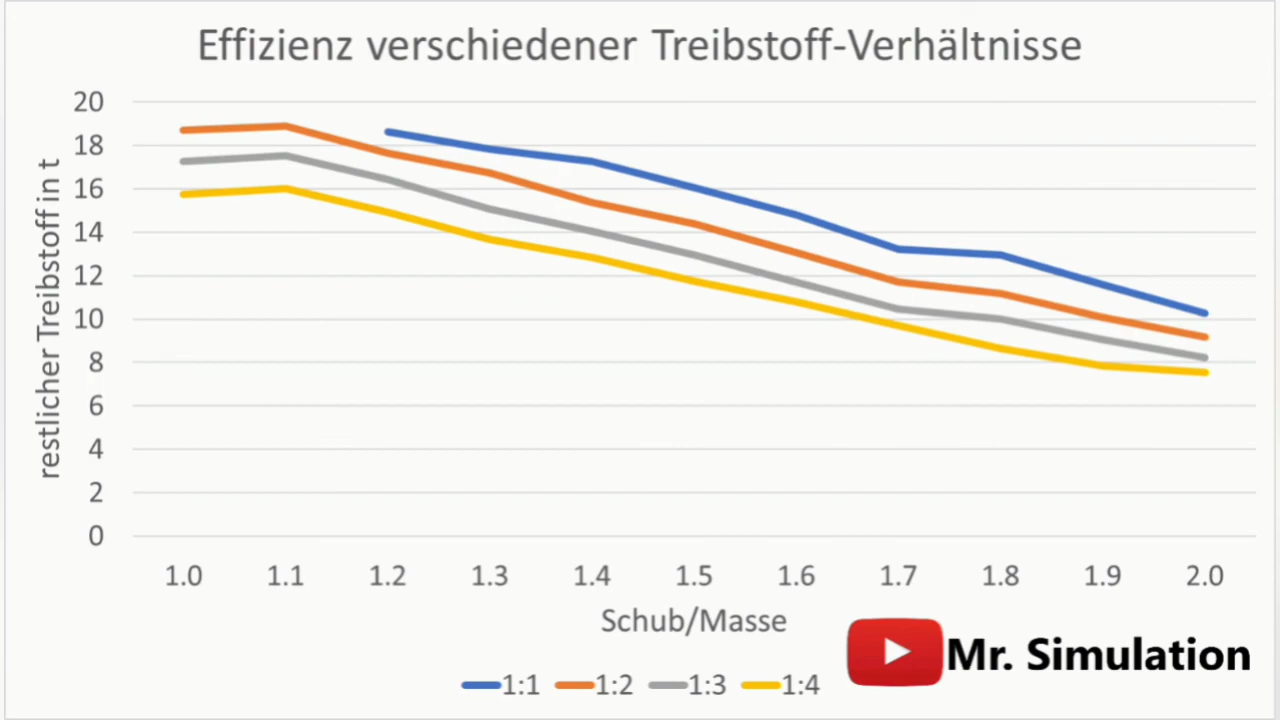 Effizienz verschiedener Treibstoff-Verhältnisse
restlicher Treibstoff in t
20
18
16
14
12
10
8
6
4
2
0
1.0 1.1 1.2 1.3 1.4 1.5 1.6 1.7 1.8 1.9 2.0
Schub/Masse
1:1 1:2 1:3 1:4
Mr. Simulation